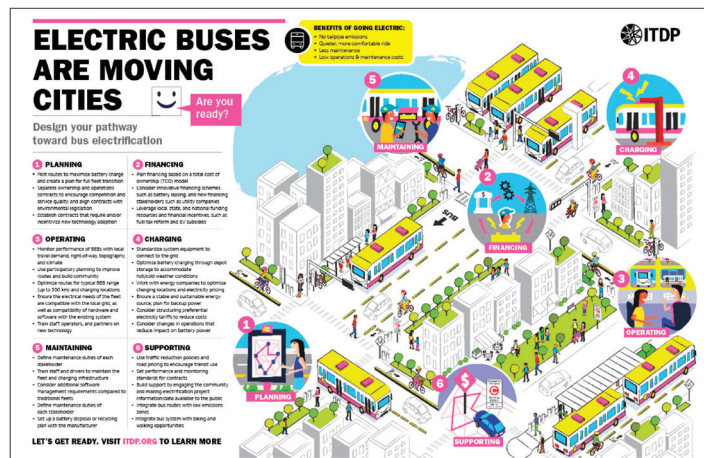 ELECTRIC BUSES
ARE MOVING
CITIES
Are you
ready?
Design your pathway
toward bus electrification
BENEFITS OF GOING ELECTRIC:
• No tailpipe emissions
• Quieter, more comfortable ride
• Less maintenance
• Low operations & maintenance costs
ITDP
1 PLANNING
• Pilot routes to maximize battery charge
and create a plan for full fleet transition
• Separate ownership and operations
contracts to encourage competition and
service quality and align contracts with
environmental legislation
• Establish contracts that require and/or
incentivize new technology adoption
2 FINANCING
• Plan financing based on a total cost of
ownership (TCO) model
• Consider innovative financing schemes
such as battery leasing, and new financing
stakeholders such as utility companies
• Leverage local, state, and national funding
resources and financial incentives, such as
fuel tax reform and EV subsidies
3 OPERATING
• Monitor performance of BEBs with local
travel demand, right-of-way, topography,
and climate
• Use participatory planning to improve
routes and build community
• Optimize routes for typical BEB range
(up to 300 km) and charging locations
• Ensure the electrical needs of the fleet
are compatible with the local grid, as
well as compatibility of hardware and
software with the existing system
• Train staff, operators, and partners on
new technology
4 CHARGING
• Standardize system equipment to
connect to the grid
• Optimize battery charging through depot
storage to accommodate
hot/cold weather conditions
• Work with energy companies to optimize
charging locations and electricity pricing
• Ensure a stable and sustainable energy
source; plan for backup power
• Consider structuring preferential
electricity tariffs to reduce costs
• Consider changes in operations that
reduce impact on battery power
5 MAINTAINING
• Define maintenance duties of each
stakeholder
• Train staff and drivers to maintain the
fleet and charging infrastructure
• Consider additional software
management requirements compared to
traditional fleets
• Define maintenance duties of
each stakeholder
• Set up a battery disposal or recycling
plan with the manufacturer
6 SUPPORTING
• Use traffic reduction policies and
road pricing to encourage transit use
• Set performance and monitoring
standards for contracts
• Build support by engaging the community
and making electrification project
information/data available to the public
• Integrate bus routes with low emissions
zones
• Integrate bus system with biking and
walking opportunities
LET'S GET READY. VISIT ITDP.ORG TO LEARN MORE
5
MAINTAINING
4
CHARGING
2
$
FINANCING
BUS
3
OPERATING
1
PLANNING
6
$
C
SUPPORTING